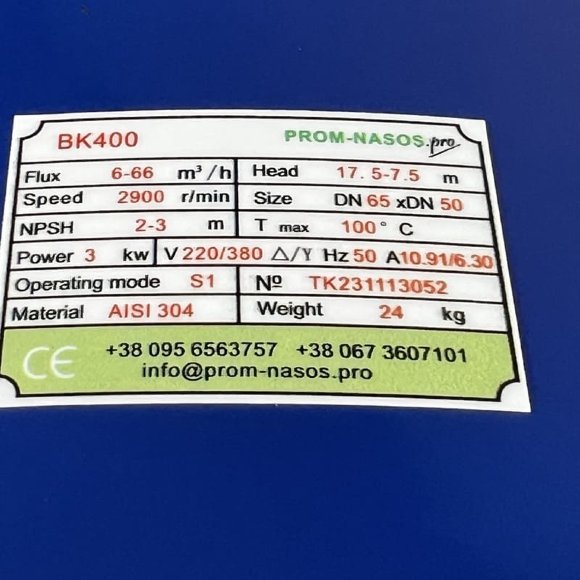 BK400 PROM-NASOS.pro
Flux 6-66 m³/h Head 17.5-7.5 m
Speed 2900 r/min Size DN 65 xDN 50
NPSH 2-3 m T max 100° C
Power 3 kw V 220/380 △/Y Hz 50 A10.91/6.30
Operating mode S1 Nº TK231113052
Material AISI 304 Weight 24 kg
CE +38 095 6563757 +38 067 3607101
info@prom-nasos.pro